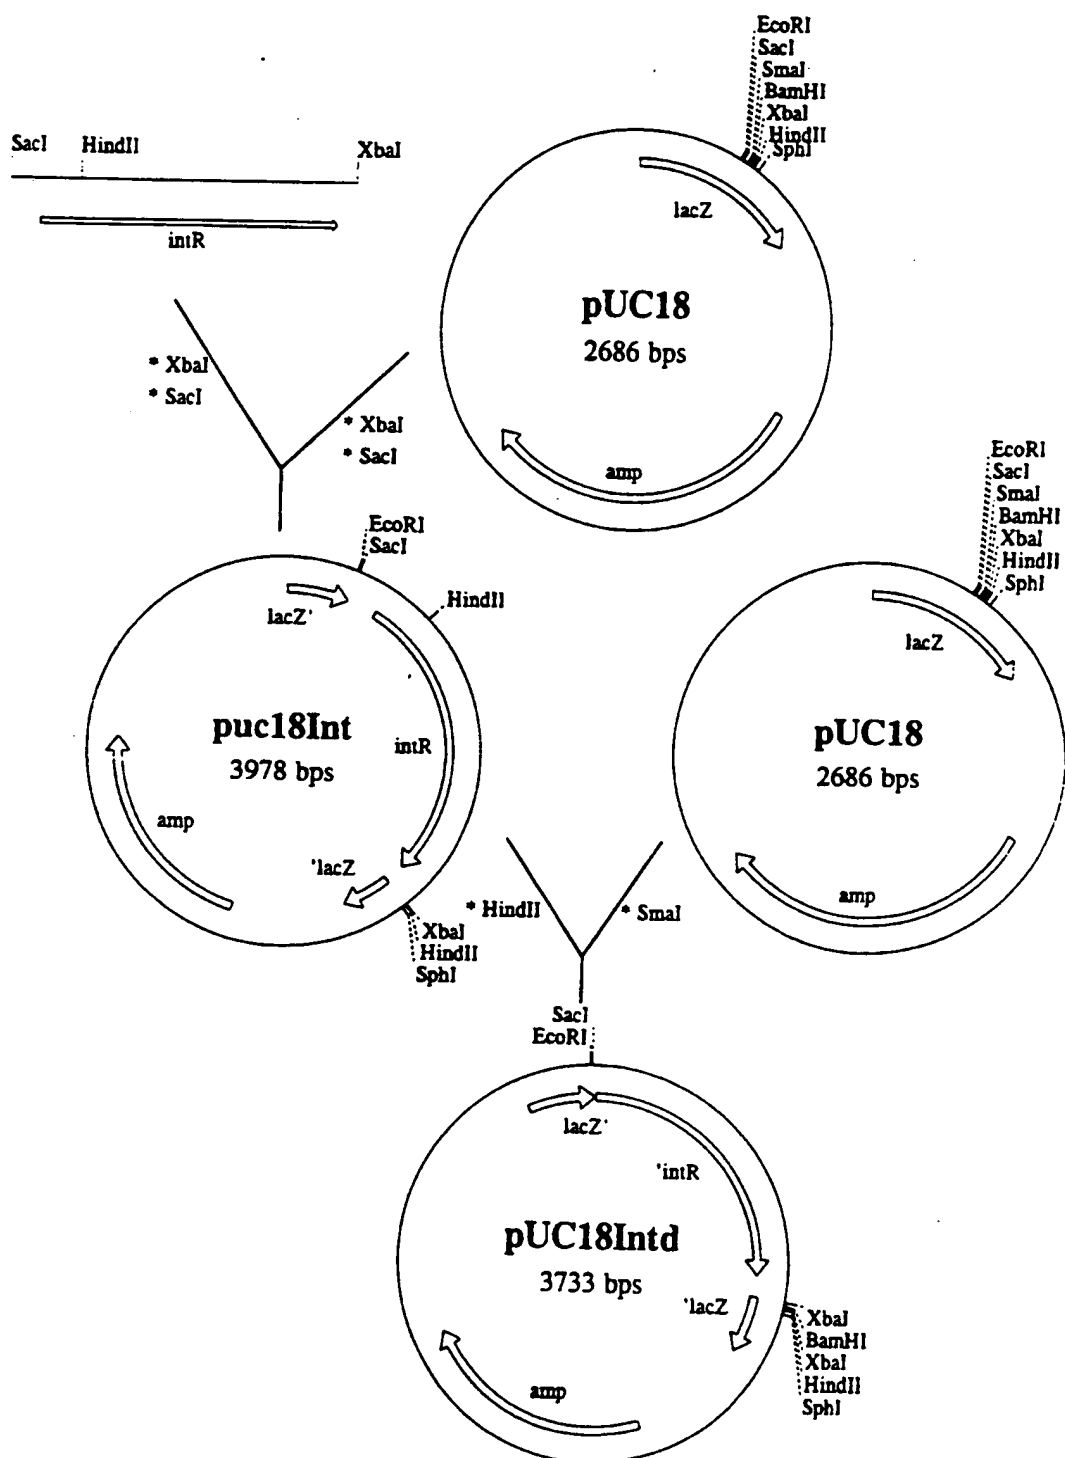 EcoRI
SacI
SmaI
BamHI
XbaI
HindII
SphI
SacI
HindII
XbaI
intR
lacZ
pUC18
2686 bps
amp
* XbaI
* SacI
* XbaI
* SacI
EcoRI
SacI
HindII
lacZ'
puc18Int
3978 bps
intR
amp
'lacZ
XbaI
HindII
SphI
EcoRI
SacI
SmaI
BamHI
XbaI
HindII
SphI
lacZ
pUC18
2686 bps
amp
* HindII
* SmaI
SacI
EcoRI
lacZ'
'intR
pUC18Intd
3733 bps
'lacZ
amp
XbaI
BamHI
XbaI
HindII
SphI